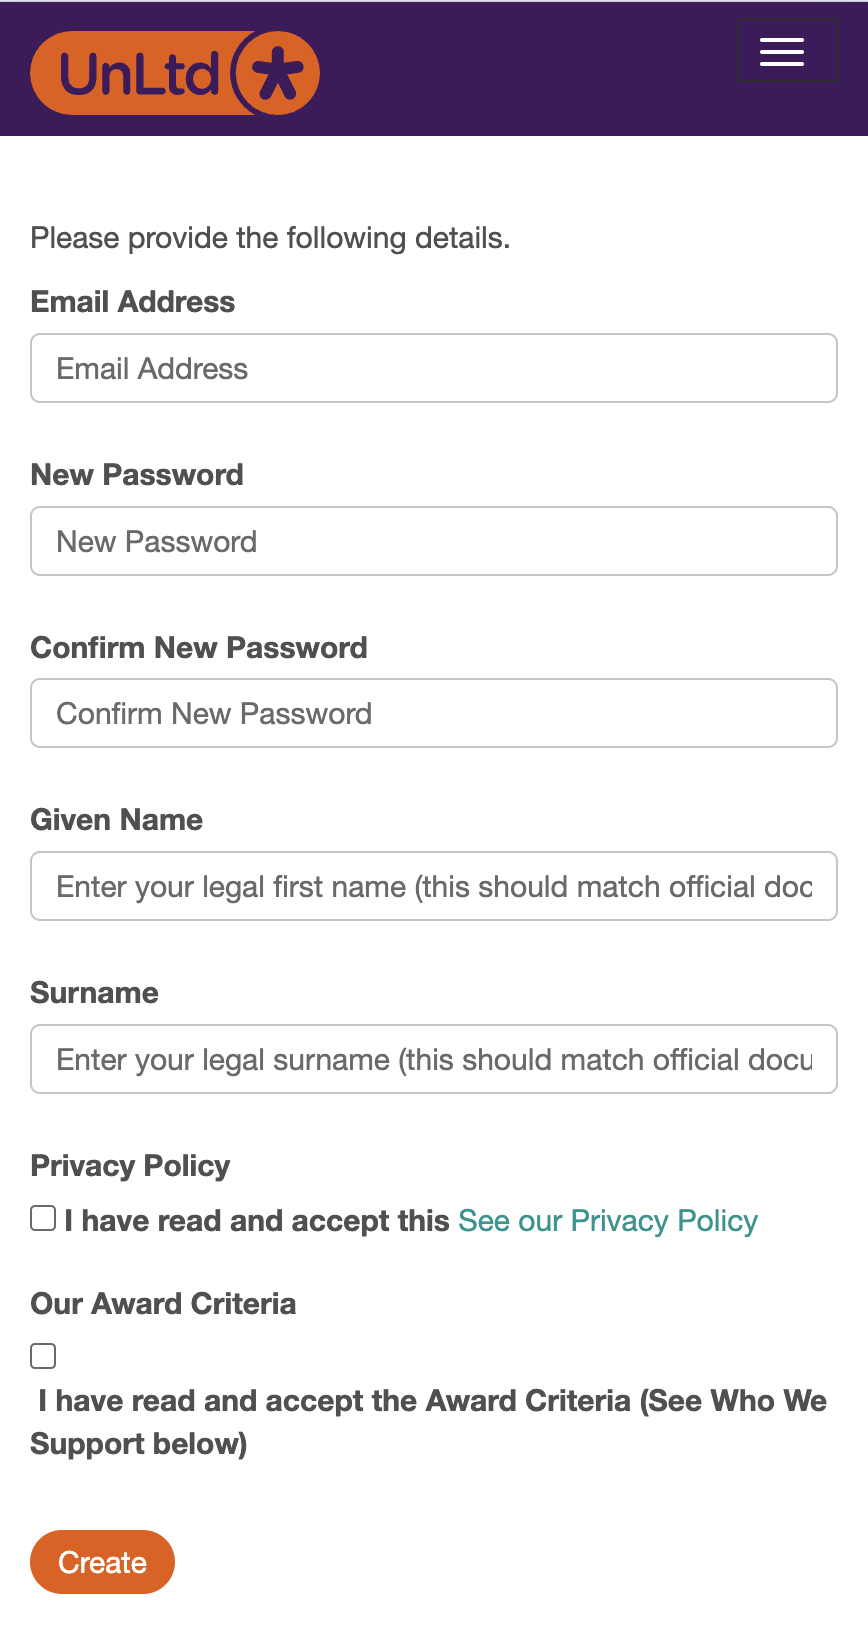 UnLtd
Please provide the following details.
Email Address
Email Address
New Password
New Password
Confirm New Password
Confirm New Password
Given Name
Enter your legal first name (this should match official doc
Surname
Enter your legal surname (this should match official docu
Privacy Policy
I have read and accept this See our Privacy Policy
Our Award Criteria
I have read and accept the Award Criteria (See Who We
Support below)
Create